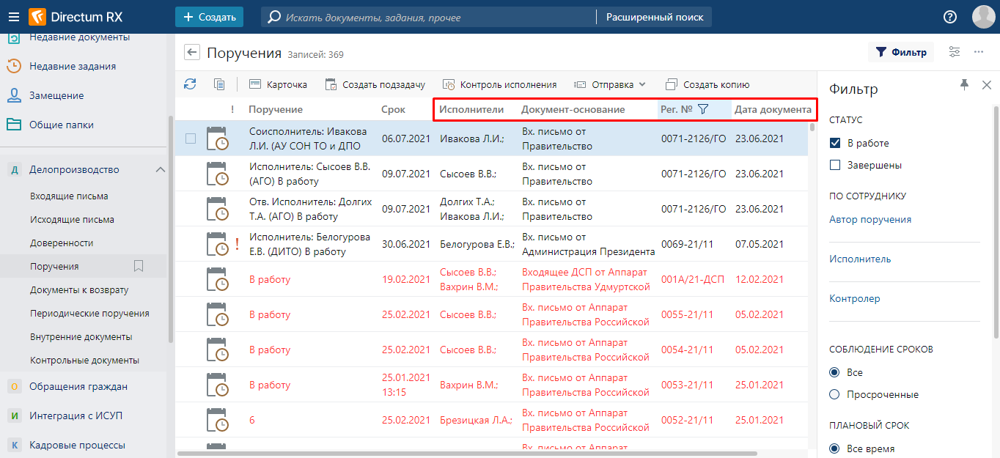 Directum RX
Создать
Искать документы, задания, прочее
Расширенный поиск
Недавние документы
Недавние задания
Замещение
Общие папки
Д Делопроизводство
Входящие письма
Исходящие письма
Доверенности
Поручения
Документы к возврату
Периодические поручения
Внутренние документы
Контрольные документы
О Обращения граждан
И Интеграция с ИСУП
К Кадровые процессы
Поручения Записей: 369
Фильтр
Карточка Создать подзадачу Контроль исполнения Отправка Создать копию
! Поручение Срок Исполнители Документ-основание Рег. № Дата документа
Соисполнитель: Ивакова 06.07.2021 Ивакова Л.И.; Вх. письмо от 0071-2126/ГО 23.06.2021
Л.И. (АУ СОН ТО и ДПО Правительство
Исполнитель: Сысоев В.В. 09.07.2021 Сысоев В.В.; Вх. письмо от 0071-2126/ГО 23.06.2021
(АГО) В работу Правительство
Отв. Исполнитель: Долгих 09.07.2021 Долгих Т.А.; Вх. письмо от 0071-2126/ГО 23.06.2021
Т.А. (АГО) В работу Ивакова Л.И.; Правительство
! Исполнитель: Белогурова 30.06.2021 Белогурова Е.В.; Вх. письмо от 0069-21/11 07.05.2021
Е.В. (ДИТО) В работу Администрация Президента
В работу 19.02.2021 Сысоев В.В.; Входящее ДСП от Аппарат 001А/21-ДСП 12.02.2021
Вахрин В.М.; Правительства Удмуртской
В работу 25.02.2021 Сысоев В.В.; Вх. письмо от Аппарат 0055-21/11 05.02.2021
Правительства Российской
В работу 25.02.2021 Сысоев В.В.; Вх. письмо от Аппарат 0054-21/11 05.02.2021
Правительства Российской
В работу 25.01.2021 Вахрин В.М.; Вх. письмо от Аппарат 0053-21/11 25.01.2021
13:15 Правительства Российской
6 25.02.2021 Брезицкая Л.А.; Вх. письмо от Аппарат 0052-21/11 25.01.2021
Правительства Российской
Вх. письмо от Аппарат
Фильтр
СТАТУС
В работе
Завершены
ПО СОТРУДНИКУ
Автор поручения
Исполнитель
Контролер
СОБЛЮДЕНИЕ СРОКОВ
Все
Просроченные
ПЛАНОВЫЙ СРОК
Все время